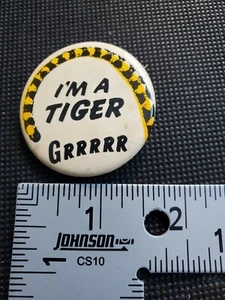 I'M A
TIGER
GRRRRR
1 2
JOHNSON
1
CS10